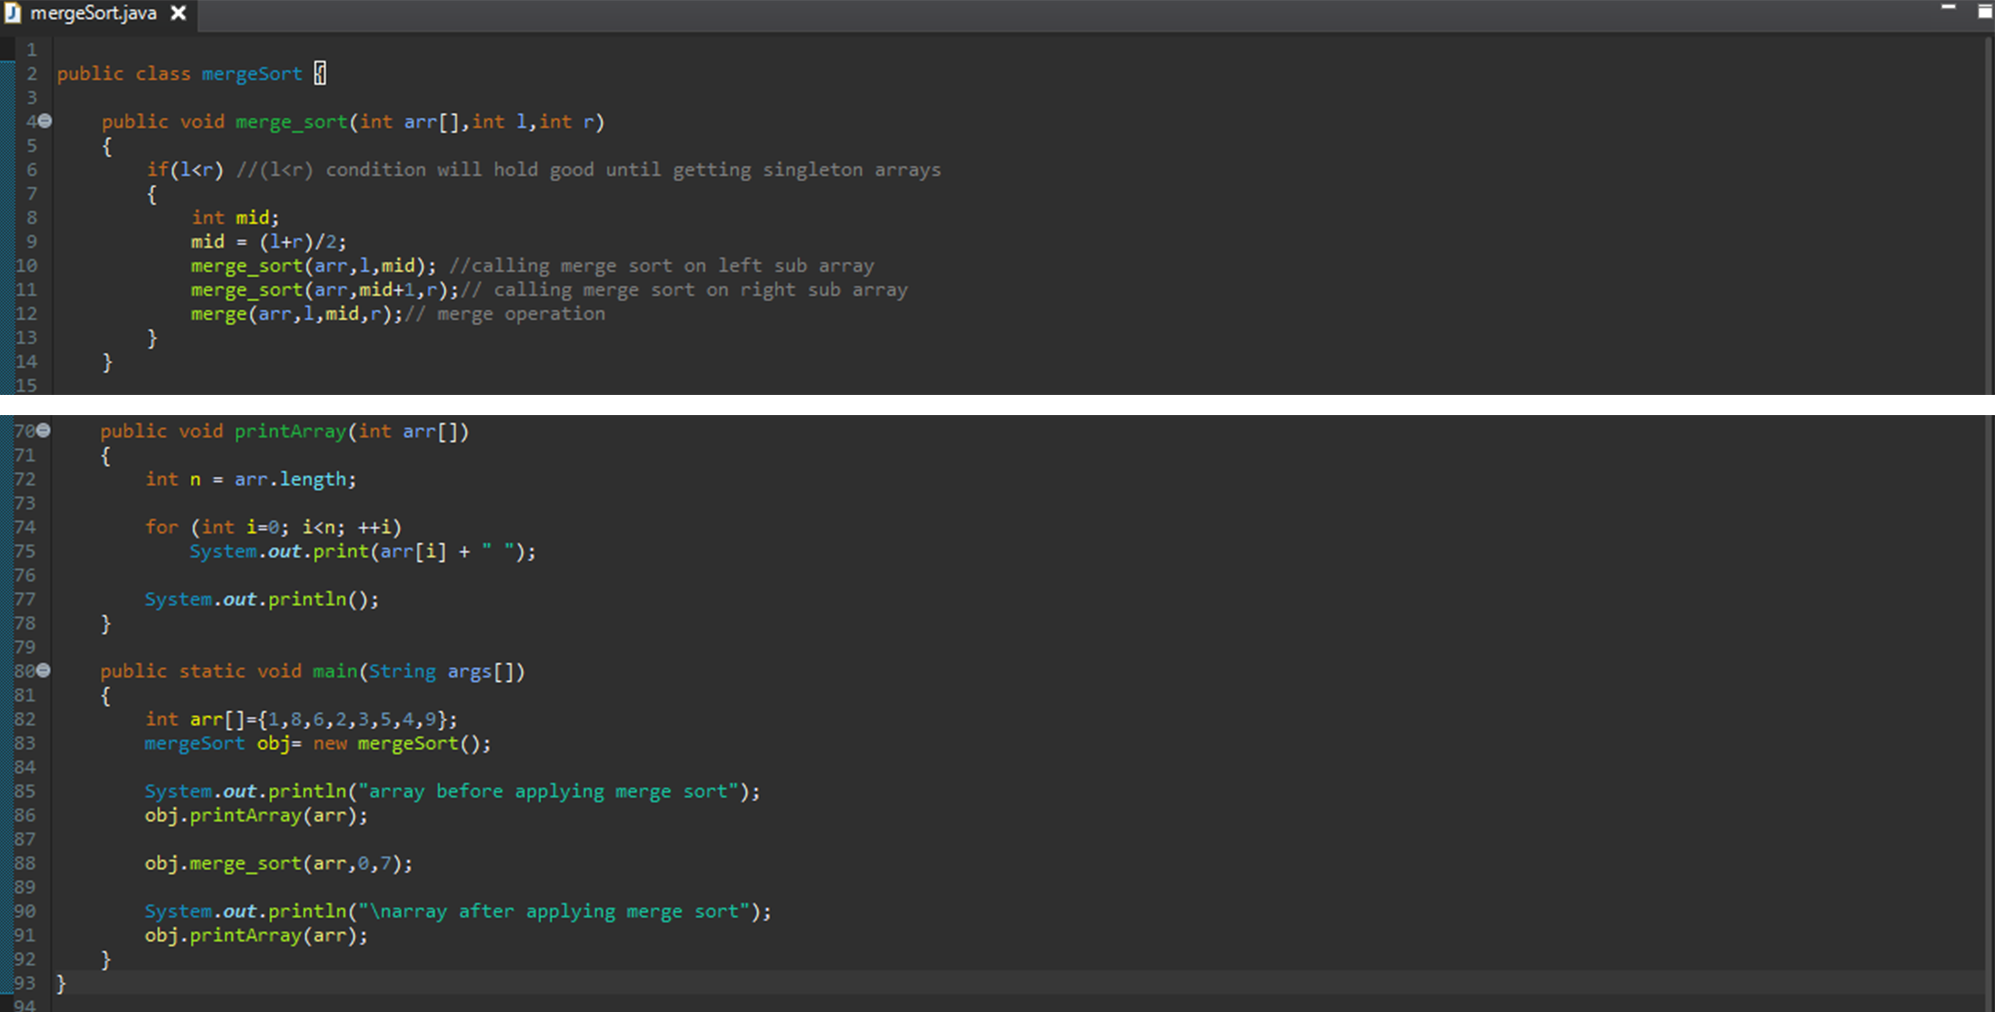 mergeSort.java
1
2 public class mergeSort {
3
4 public void merge_sort(int arr[],int l,int r)
5 {
6 if(l<r) //(l<r) condition will hold good until getting singleton arrays
7 {
8 int mid;
9 mid = (l+r)/2;
10 merge_sort(arr,l,mid); //calling merge sort on left sub array
11 merge_sort(arr,mid+1,r);// calling merge sort on right sub array
12 merge(arr,l,mid,r);// merge operation
13 }
14 }
15
70 public void printArray(int arr[])
71 {
72 int n = arr.length;
73
74 for (int i=0; i<n; ++i)
75 System.out.print(arr[i] + " ");
76
77 System.out.println();
78 }
79
80 public static void main(String args[])
81 {
82 int arr[]={1,8,6,2,3,5,4,9};
83 mergeSort obj= new mergeSort();
84
85 System.out.println("array before applying merge sort");
86 obj.printArray(arr);
87
88 obj.merge_sort(arr,0,7);
89
90 System.out.println("\narray after applying merge sort");
91 obj.printArray(arr);
92 }
93 }
94